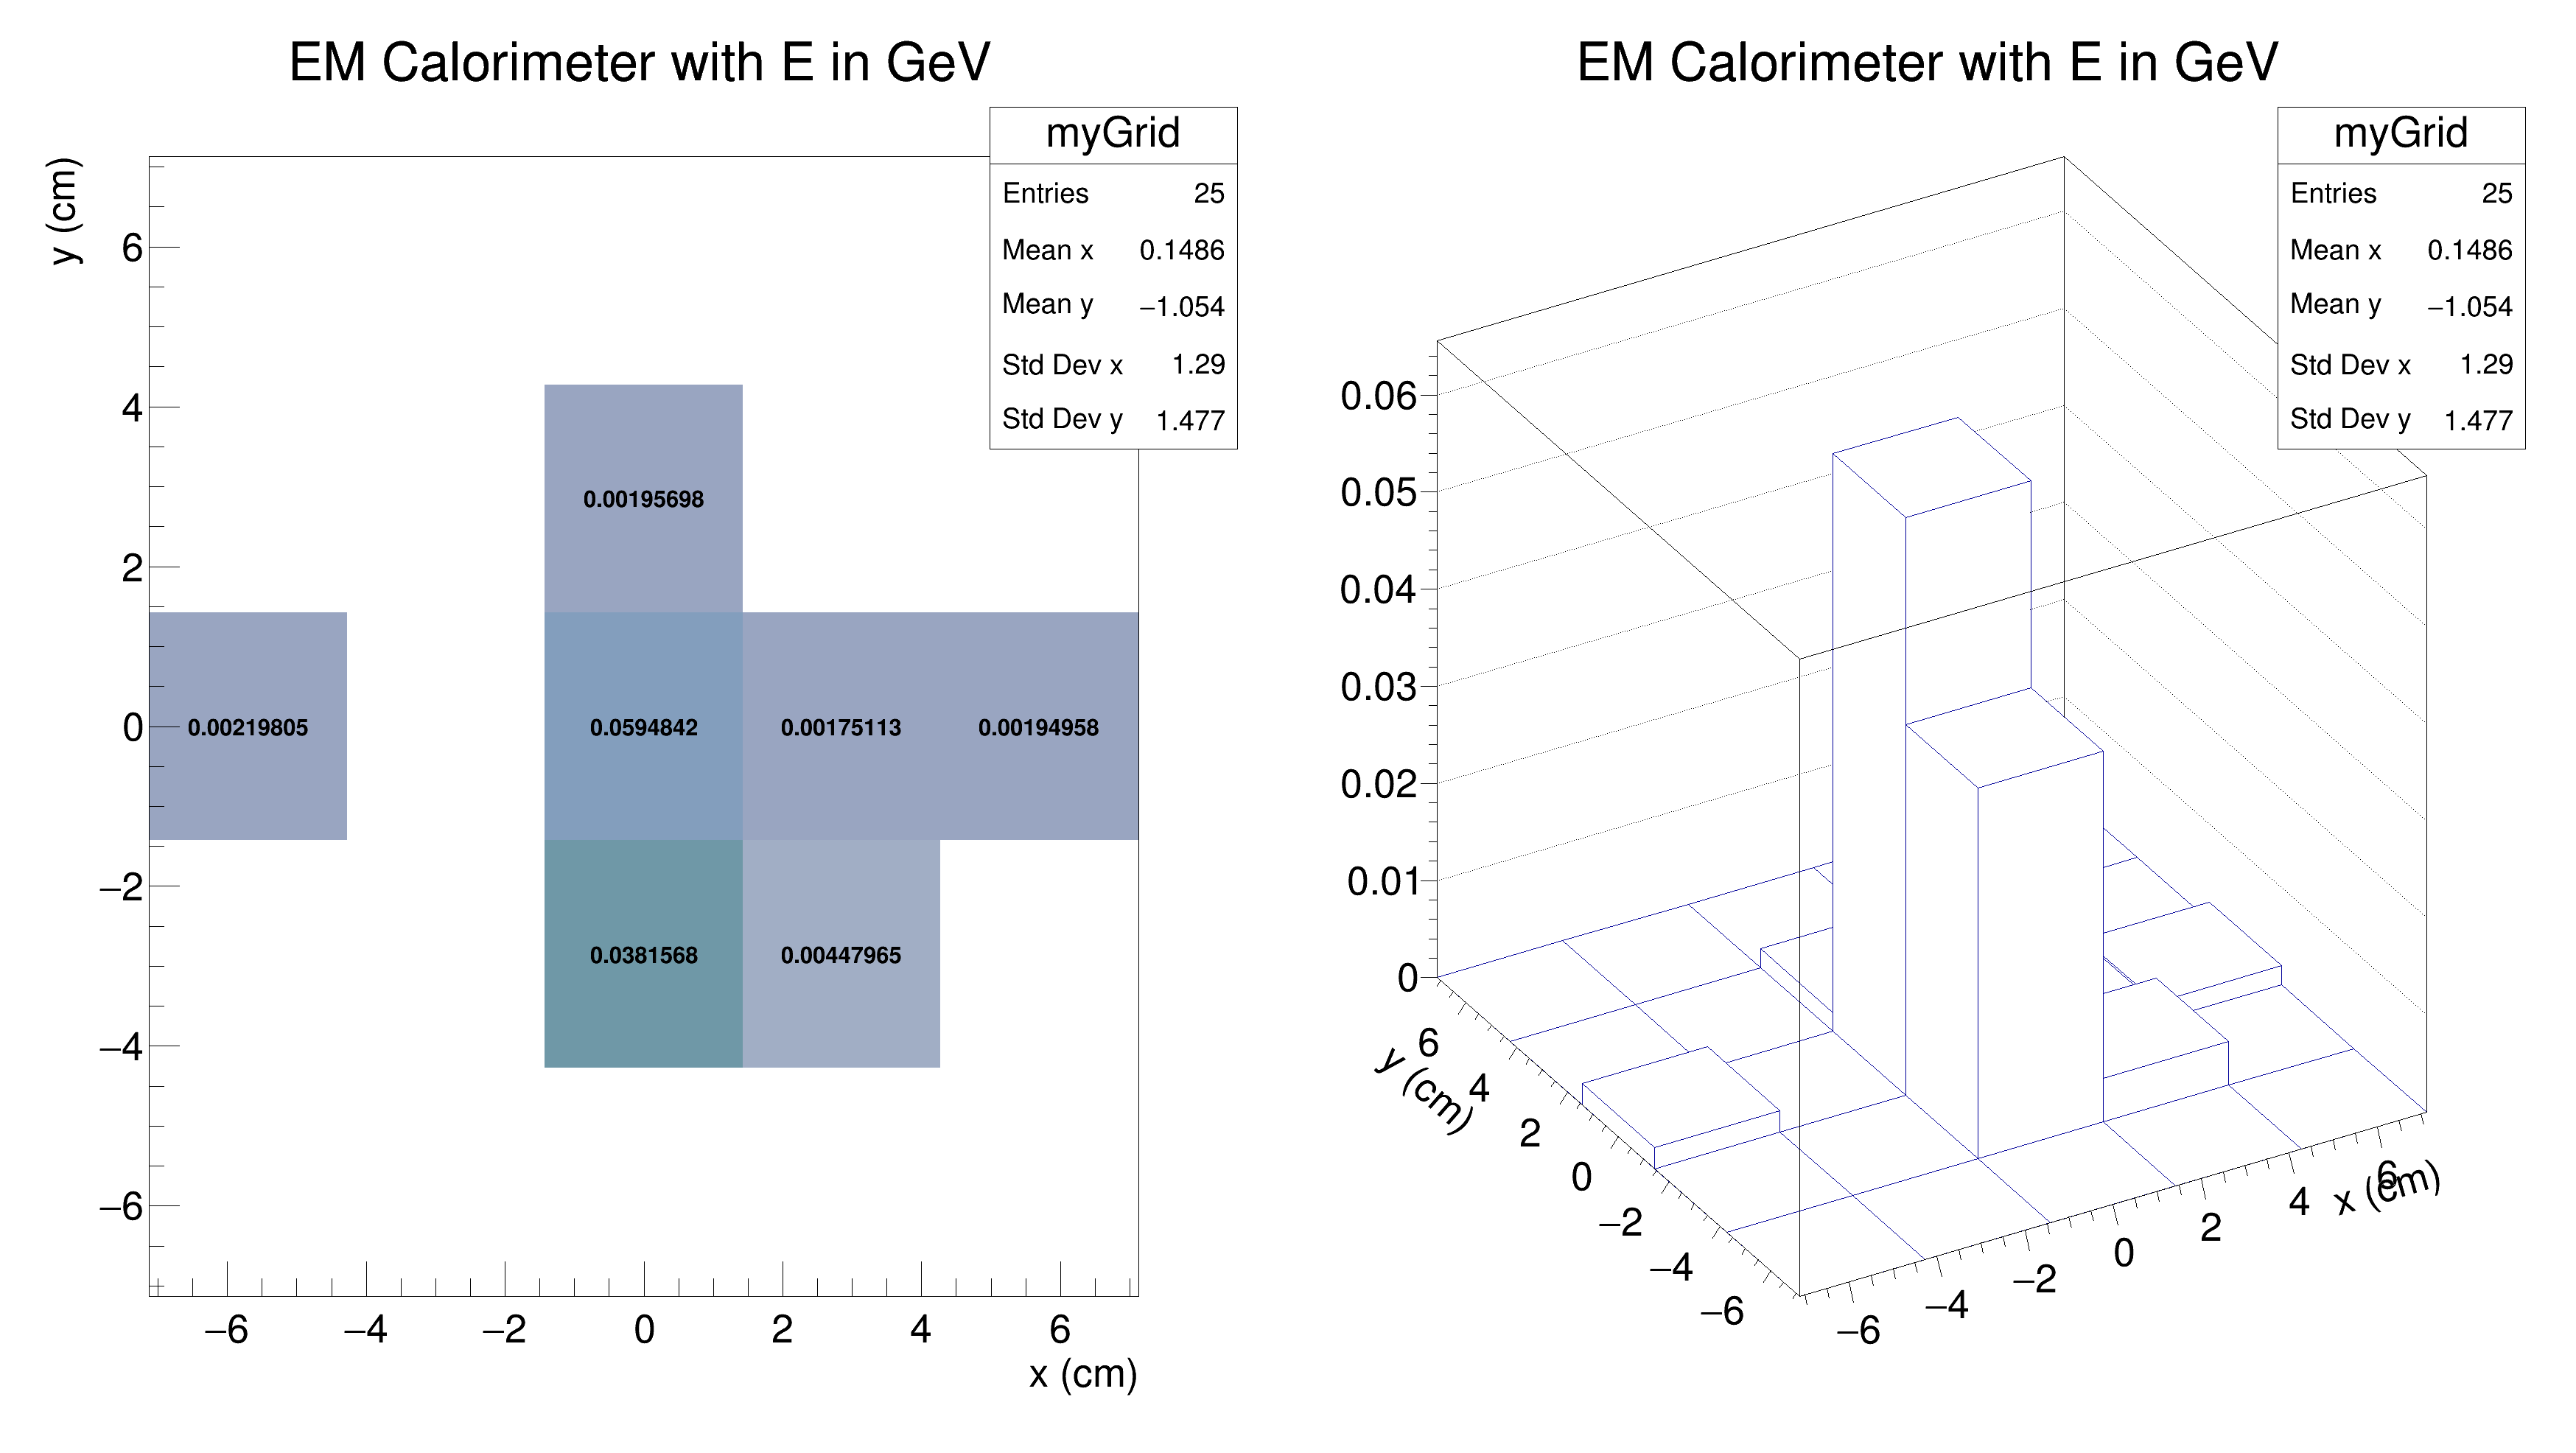 EM Calorimeter with E in GeV
myGrid
Entries 25
Mean x 0.1486
Mean y −1.054
Std Dev x 1.29
Std Dev y 1.477
y (cm)
6
4
2
0
−2
−4
−6
0.00195698
0.00219805
0.0594842
0.00175113
0.00194958
0.0381568
0.00447965
−6
−4
−2
0
2
4
6
x (cm)
EM Calorimeter with E in GeV
myGrid
Entries 25
Mean x 0.1486
Mean y −1.054
Std Dev x 1.29
Std Dev y 1.477
0.06
0.05
0.04
0.03
0.02
0.01
0
y (cm)
6
4
2
0
−2
−4
−6
−6
−4
−2
0
2
4
6
x (cm)